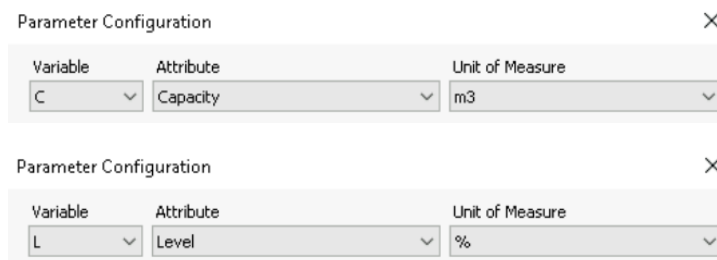 Parameter Configuration
Variable Attribute Unit of Measure
C Capacity m3
Parameter Configuration
Variable Attribute Unit of Measure
L Level %